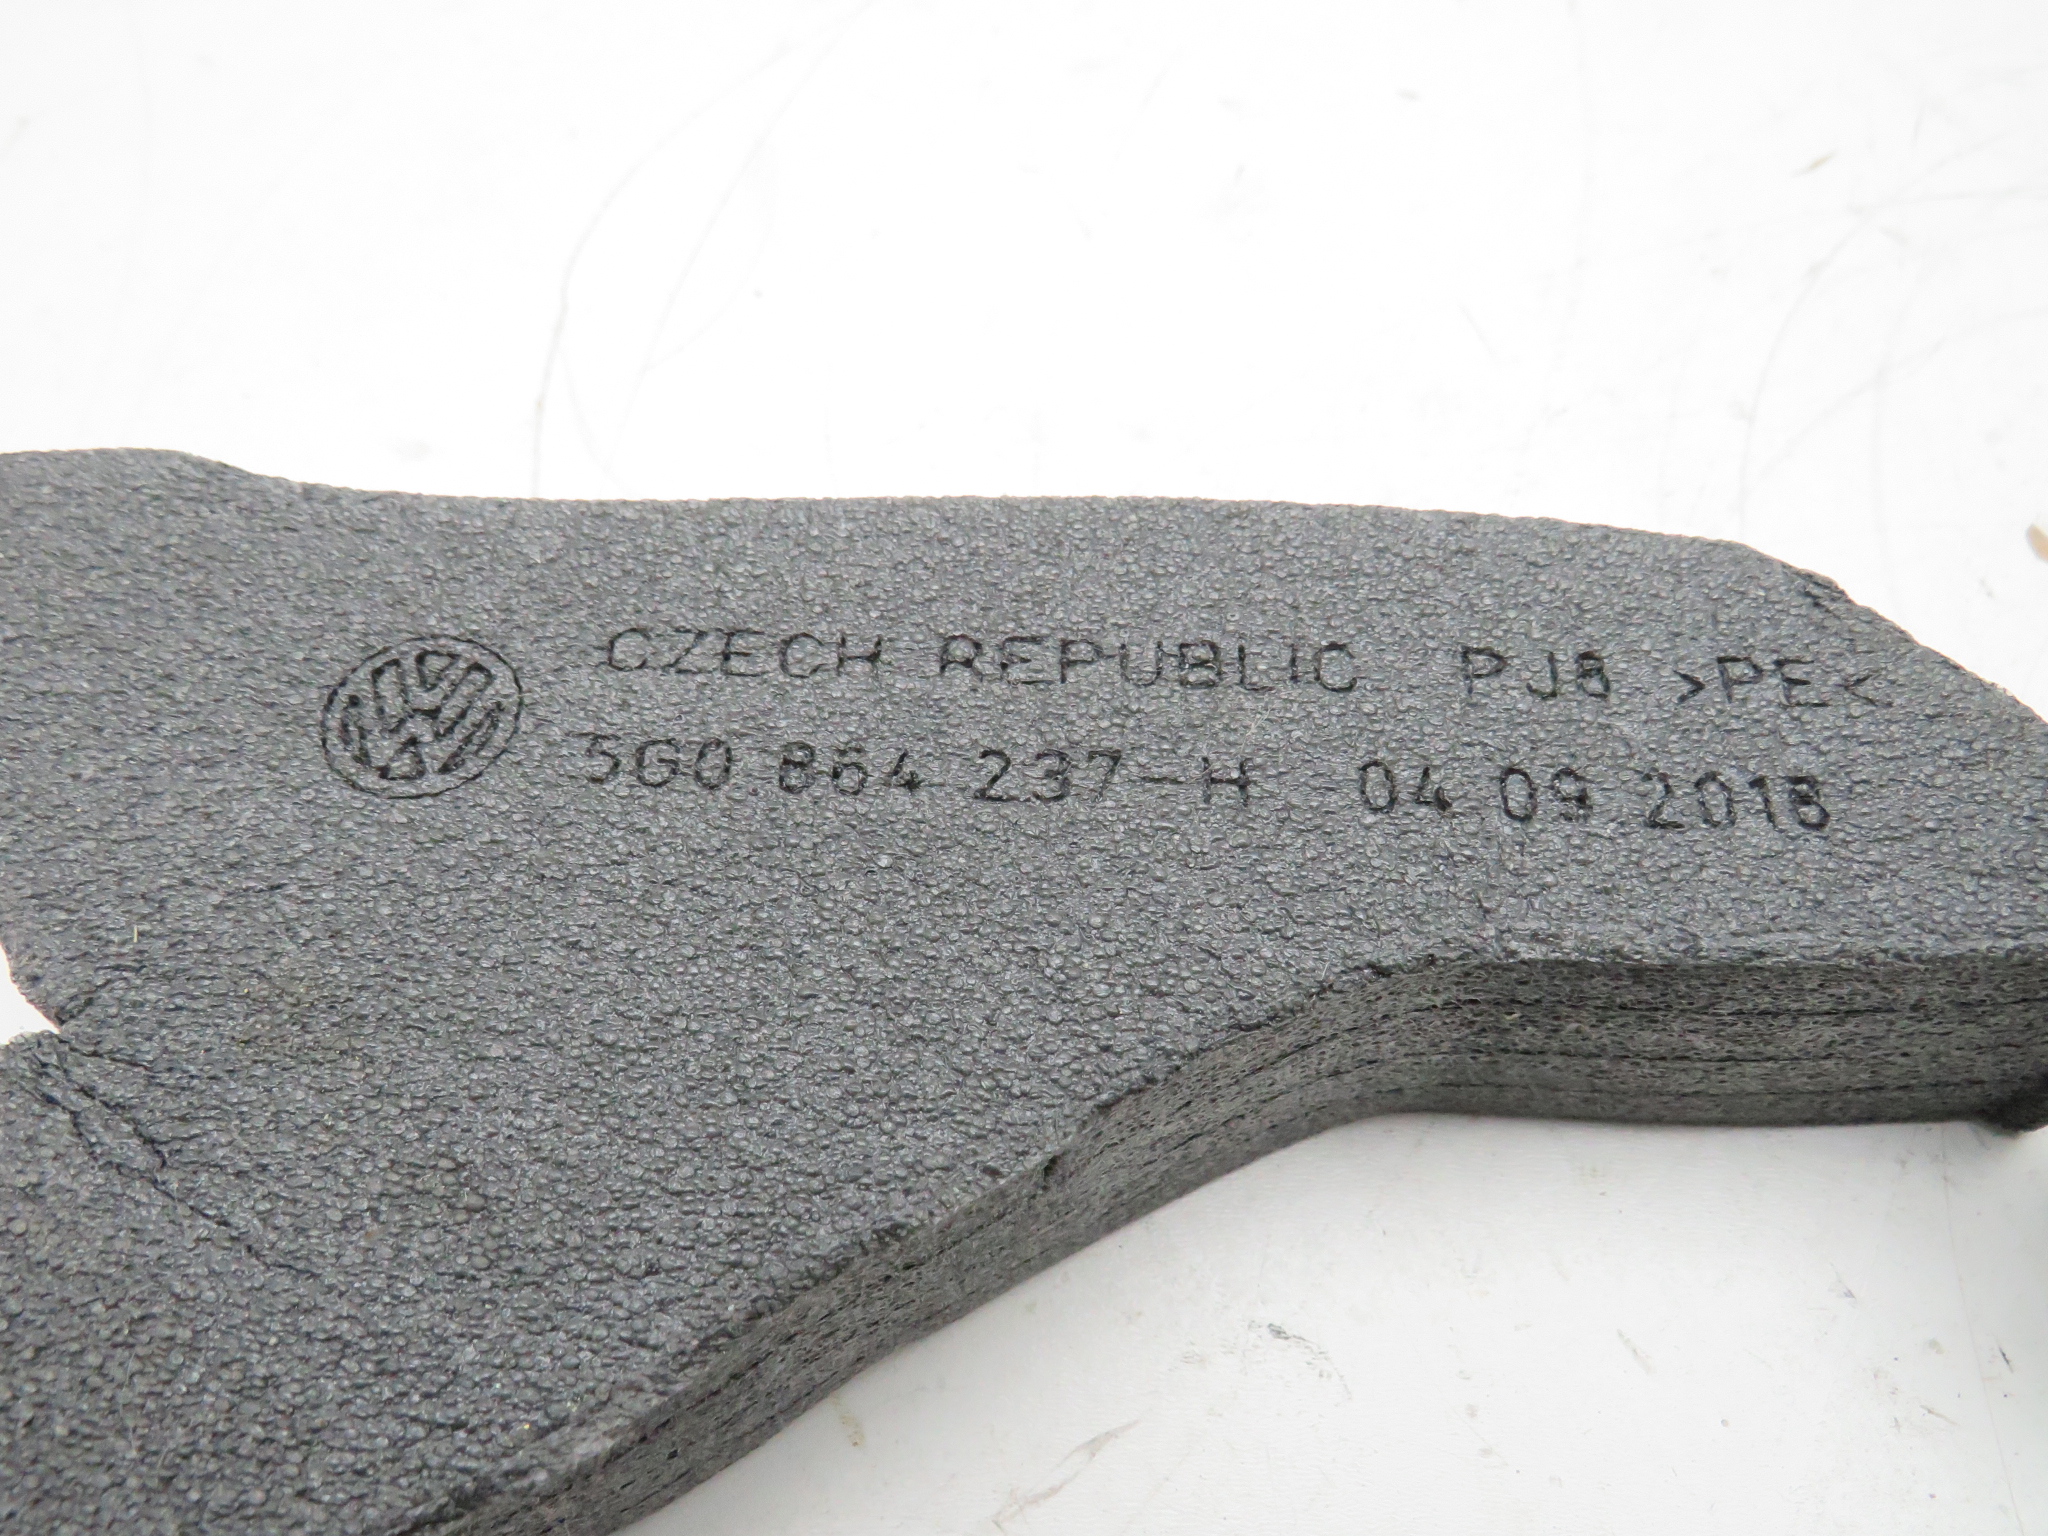 CZECH REPUBLIC PJ8 >PE<
5G0 864 237-H 04 09 2018